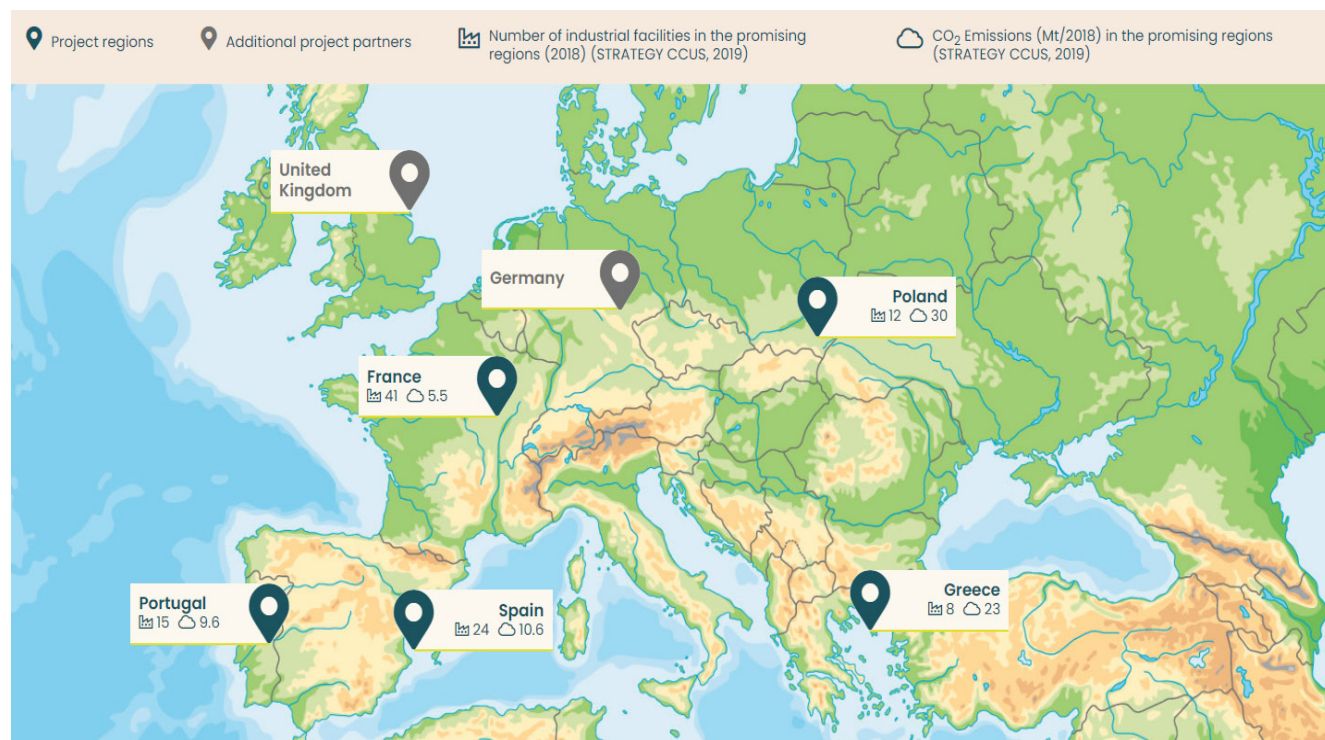 Project regions
Additional project partners
Number of industrial facilities in the promising
regions (2018) (STRATEGY CCUS, 2019)
CO₂ Emissions (Mt/2018) in the promising regions
(STRATEGY CCUS, 2019)
United
Kingdom
Germany
Poland
12 30
France
41 5.5
Portugal
15 9.6
Spain
24 10.6
Greece
8 23